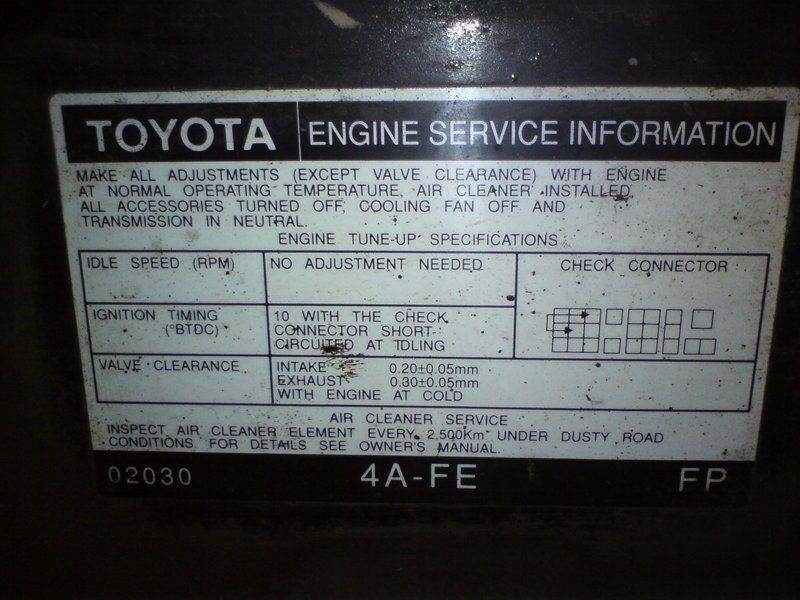 TOYOTA ENGINE SERVICE INFORMATION
MAKE ALL ADJUSTMENTS (EXCEPT VALVE CLEARANCE) WITH ENGINE
AT NORMAL OPERATING TEMPERATURE, AIR CLEANER INSTALLED
ALL ACCESSORIES TURNED OFF, COOLING FAN OFF AND
TRANSMISSION IN NEUTRAL.
ENGINE TUNE-UP SPECIFICATIONS
IDLE SPEED (RPM) NO ADJUSTMENT NEEDED CHECK CONNECTOR
IGNITION TIMING 10 WITH THE CHECK
(°BTDC) CONNECTOR SHORT-
CIRCUITED AT IDLING
VALVE CLEARANCE INTAKE 0.20±0.05mm
EXHAUST 0.30±0.05mm
WITH ENGINE AT COLD
AIR CLEANER SERVICE
INSPECT AIR CLEANER ELEMENT EVERY 2,500Km UNDER DUSTY ROAD
CONDITIONS. FOR DETAILS SEE OWNER'S MANUAL.
02030 4A-FE FP